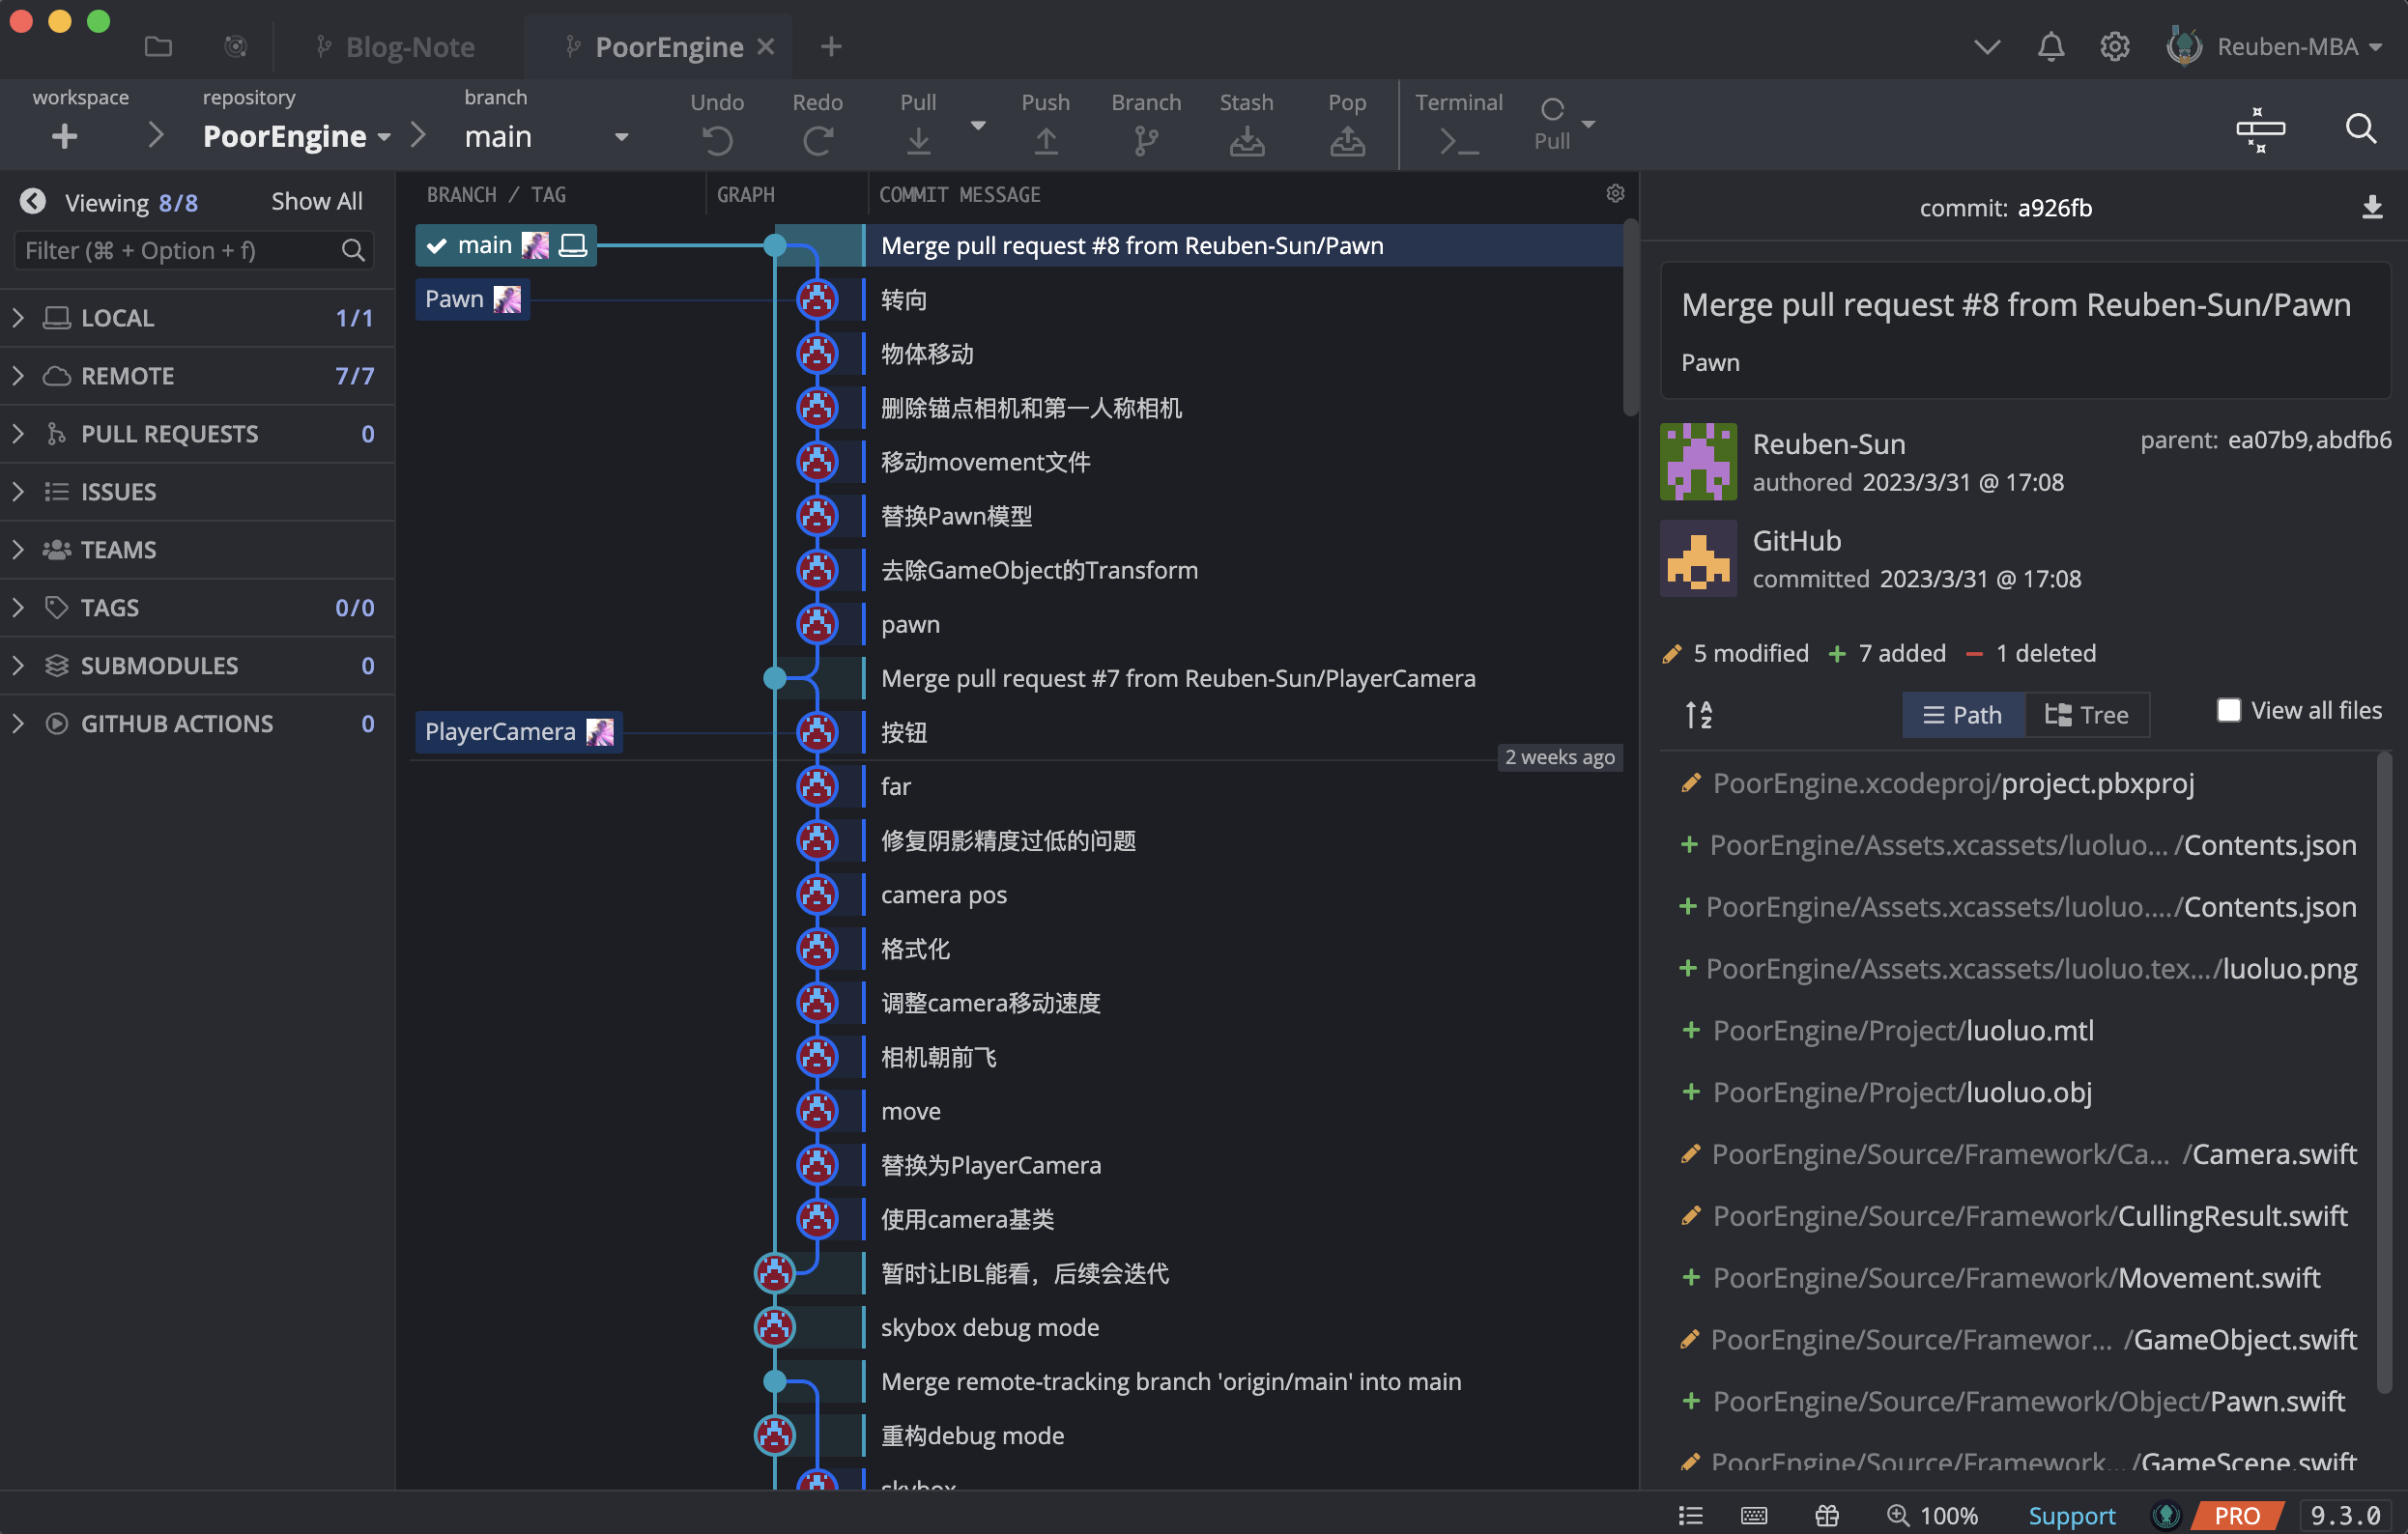 Blog-Note
PoorEngine
Reuben-MBA
workspace
repository
PoorEngine
branch
main
Undo
Redo
Pull
Push
Branch
Stash
Pop
Terminal
Pull
Viewing 8/8
Show All
Filter (⌘ + Option + f)
LOCAL 1/1
REMOTE 7/7
PULL REQUESTS 0
ISSUES
TEAMS
TAGS 0/0
SUBMODULES 0
GITHUB ACTIONS 0
BRANCH / TAG
GRAPH
COMMIT MESSAGE
main
Merge pull request #8 from Reuben-Sun/Pawn
Pawn
转向
物体移动
删除锚点相机和第一人称相机
移动movement文件
替换Pawn模型
去除GameObject的Transform
pawn
Merge pull request #7 from Reuben-Sun/PlayerCamera
PlayerCamera
按钮
2 weeks ago
far
修复阴影精度过低的问题
camera pos
格式化
调整camera移动速度
相机朝前飞
move
替换为PlayerCamera
使用camera基类
暂时让IBL能看，后续会迭代
skybox debug mode
Merge remote-tracking branch 'origin/main' into main
重构debug mode
skybox
commit: a926fb
Merge pull request #8 from Reuben-Sun/Pawn
Pawn
Reuben-Sun
authored 2023/3/31 @ 17:08
parent: ea07b9,abdfb6
GitHub
committed 2023/3/31 @ 17:08
5 modified
7 added
1 deleted
Path
Tree
View all files
PoorEngine.xcodeproj/project.pbxproj
PoorEngine/Assets.xcassets/luoluo... /Contents.json
PoorEngine/Assets.xcassets/luoluo..../Contents.json
PoorEngine/Assets.xcassets/luoluo.tex.../luoluo.png
PoorEngine/Project/luoluo.mtl
PoorEngine/Project/luoluo.obj
PoorEngine/Source/Framework/Ca... /Camera.swift
PoorEngine/Source/Framework/CullingResult.swift
PoorEngine/Source/Framework/Movement.swift
PoorEngine/Source/Framewor... /GameObject.swift
PoorEngine/Source/Framework/Object/Pawn.swift
PoorEngine/Source/Framework... /GameScene.swift
100%
Support
PRO
9.3.0